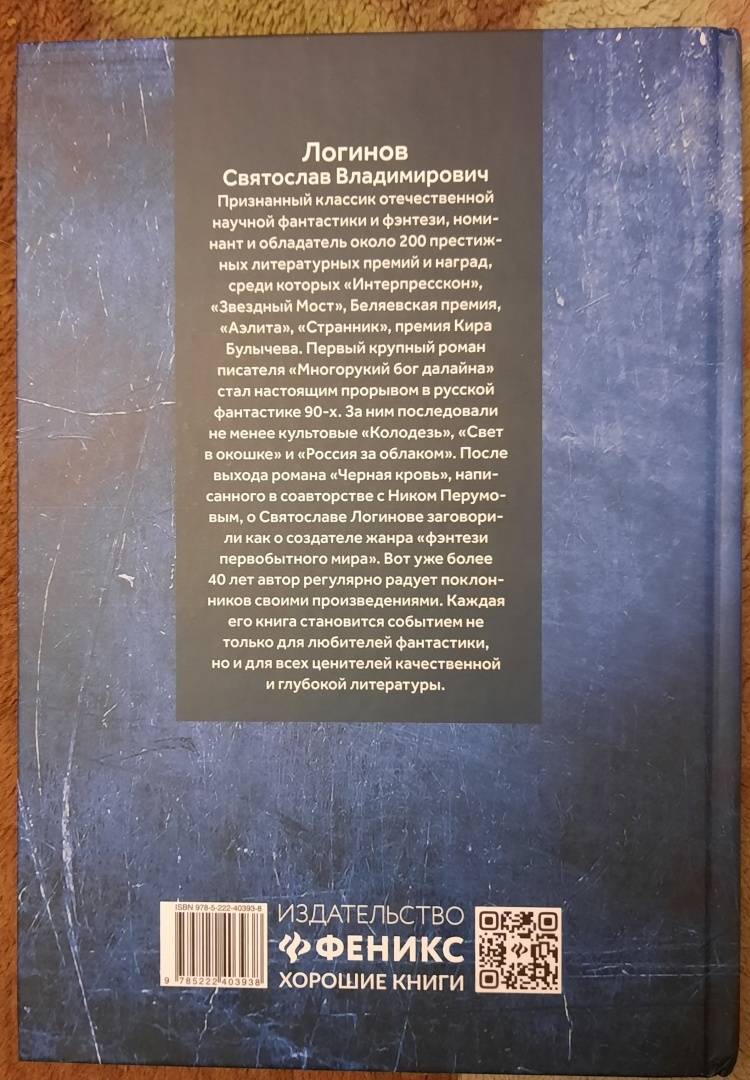 Логинов
Святослав Владимирович
Признанный классик отечественной
научной фантастики и фэнтези, номи-
нант и обладатель около 200 престиж-
ных литературных премий и наград,
среди которых «Интерпресскон»,
«Звездный Мост», Беляевская премия,
«Аэлита», «Странник», премия Кира
Булычева. Первый крупный роман
писателя «Многорукий бог далайна»
стал настоящим прорывом в русской
фантастике 90-х. За ним последовали
не менее культовые «Колодезь», «Свет
в окошке» и «Россия за облаком». После
выхода романа «Черная кровь», напи-
санного в соавторстве с Ником Перумо-
вым, о Святославе Логинове заговори-
ли как о создателе жанра «фэнтези
первобытного мира». Вот уже более
40 лет автор регулярно радует поклон-
ников своими произведениями. Каждая
его книга становится событием не
только для любителей фантастики,
но и для всех ценителей качественной
и глубокой литературы.
ISBN 978-5-222-40393-8
9 785222 403938
ИЗДАТЕЛЬСТВО
ФЕНИКС
ХОРОШИЕ КНИГИ